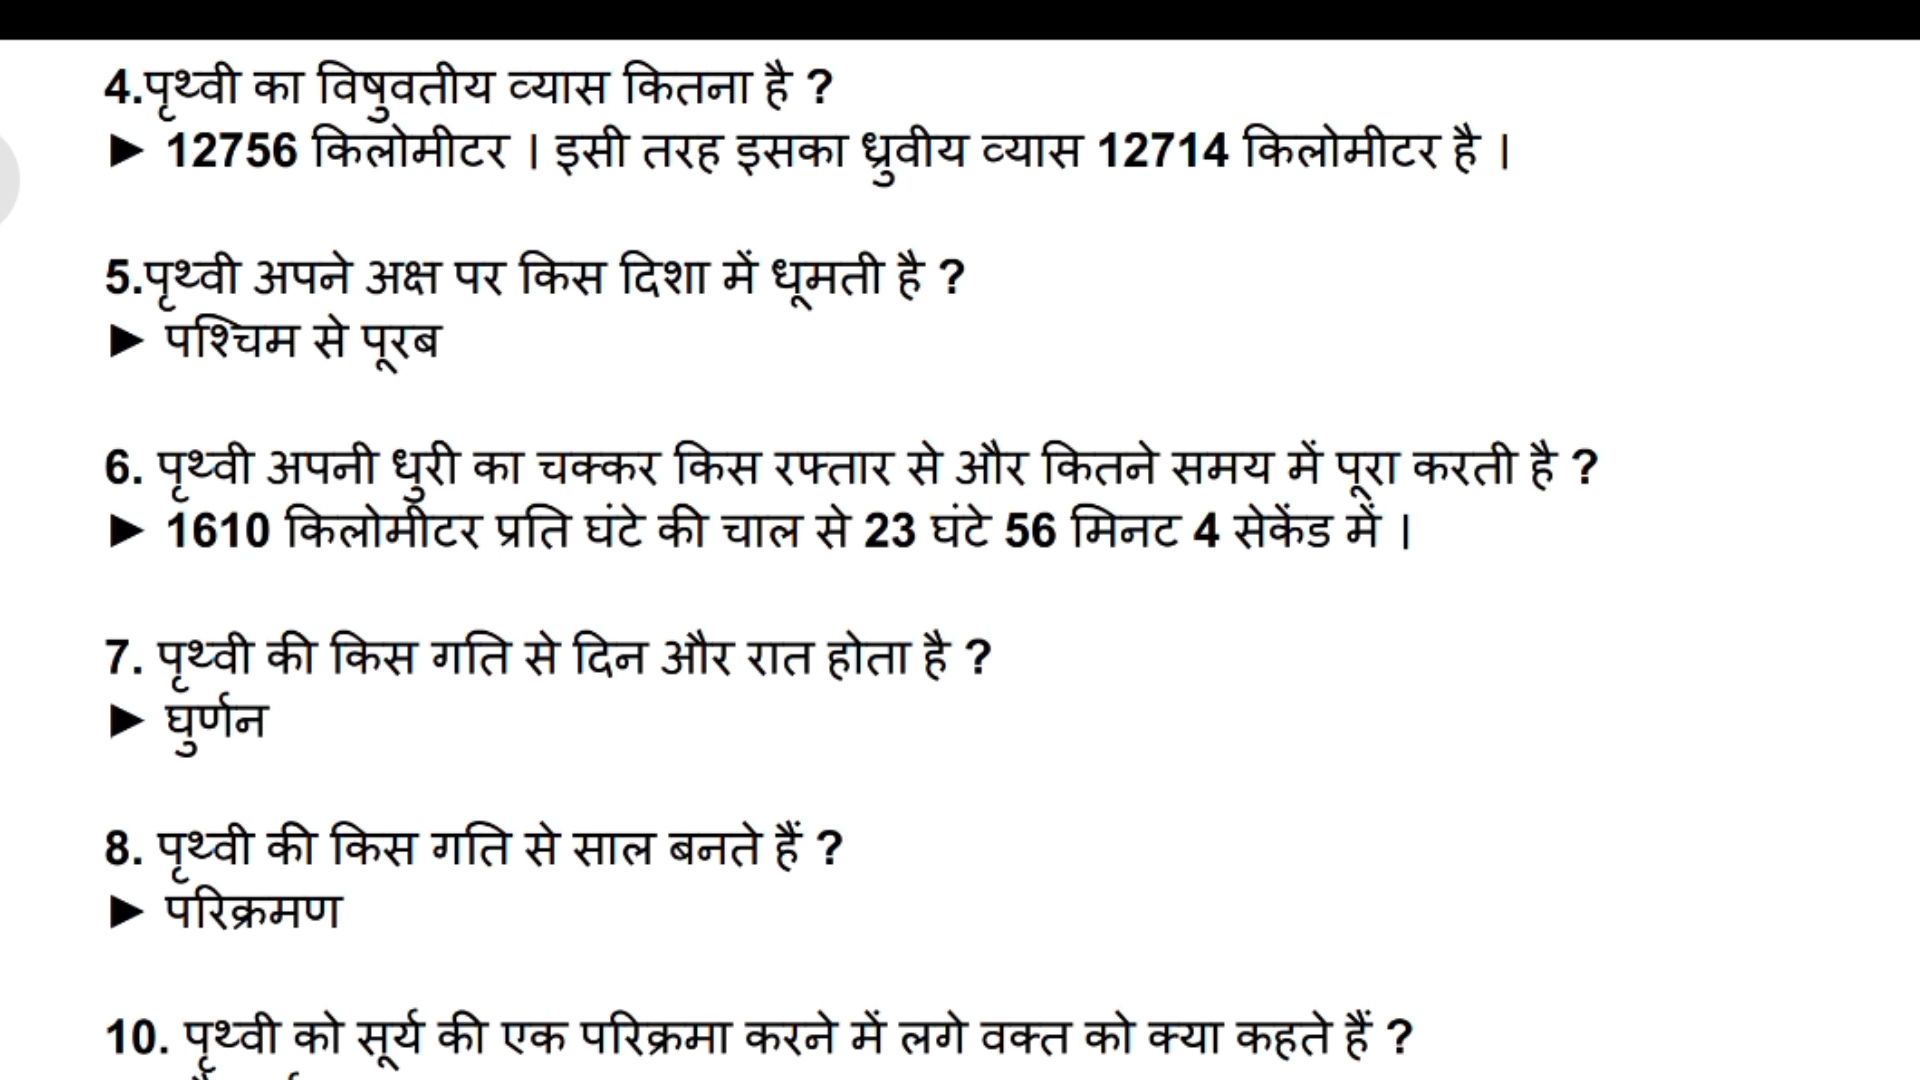 4.पृथ्वी का विषुवतीय व्यास कितना है ?
► 12756 किलोमीटर । इसी तरह इसका ध्रुवीय व्यास 12714 किलोमीटर है ।
5.पृथ्वी अपने अक्ष पर किस दिशा में धूमती है ?
► पश्चिम से पूरब
6. पृथ्वी अपनी धुरी का चक्कर किस रफ्तार से और कितने समय में पूरा करती है ?
► 1610 किलोमीटर प्रति घंटे की चाल से 23 घंटे 56 मिनट 4 सेकेंड में ।
7. पृथ्वी की किस गति से दिन और रात होता है ?
► घुर्णन
8. पृथ्वी की किस गति से साल बनते हैं ?
► परिक्रमण
10. पृथ्वी को सूर्य की एक परिक्रमा करने में लगे वक्त को क्या कहते हैं ?